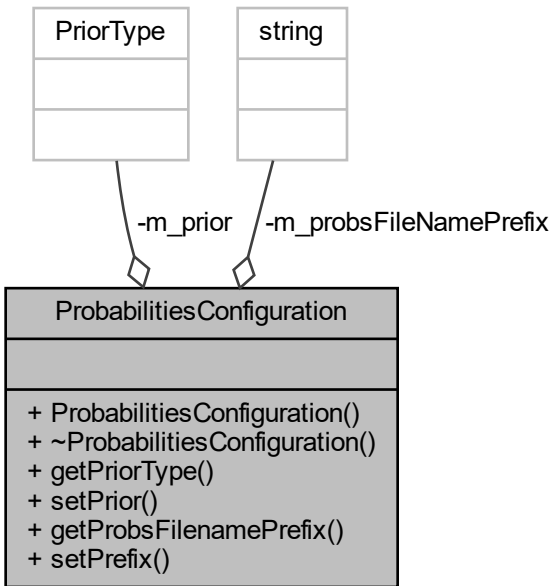 PriorType
string
-m_prior
-m_probsFileNamePrefix
ProbabilitiesConfiguration
+ ProbabilitiesConfiguration()
+ ~ProbabilitiesConfiguration()
+ getPriorType()
+ setPrior()
+ getProbsFilenamePrefix()
+ setPrefix()